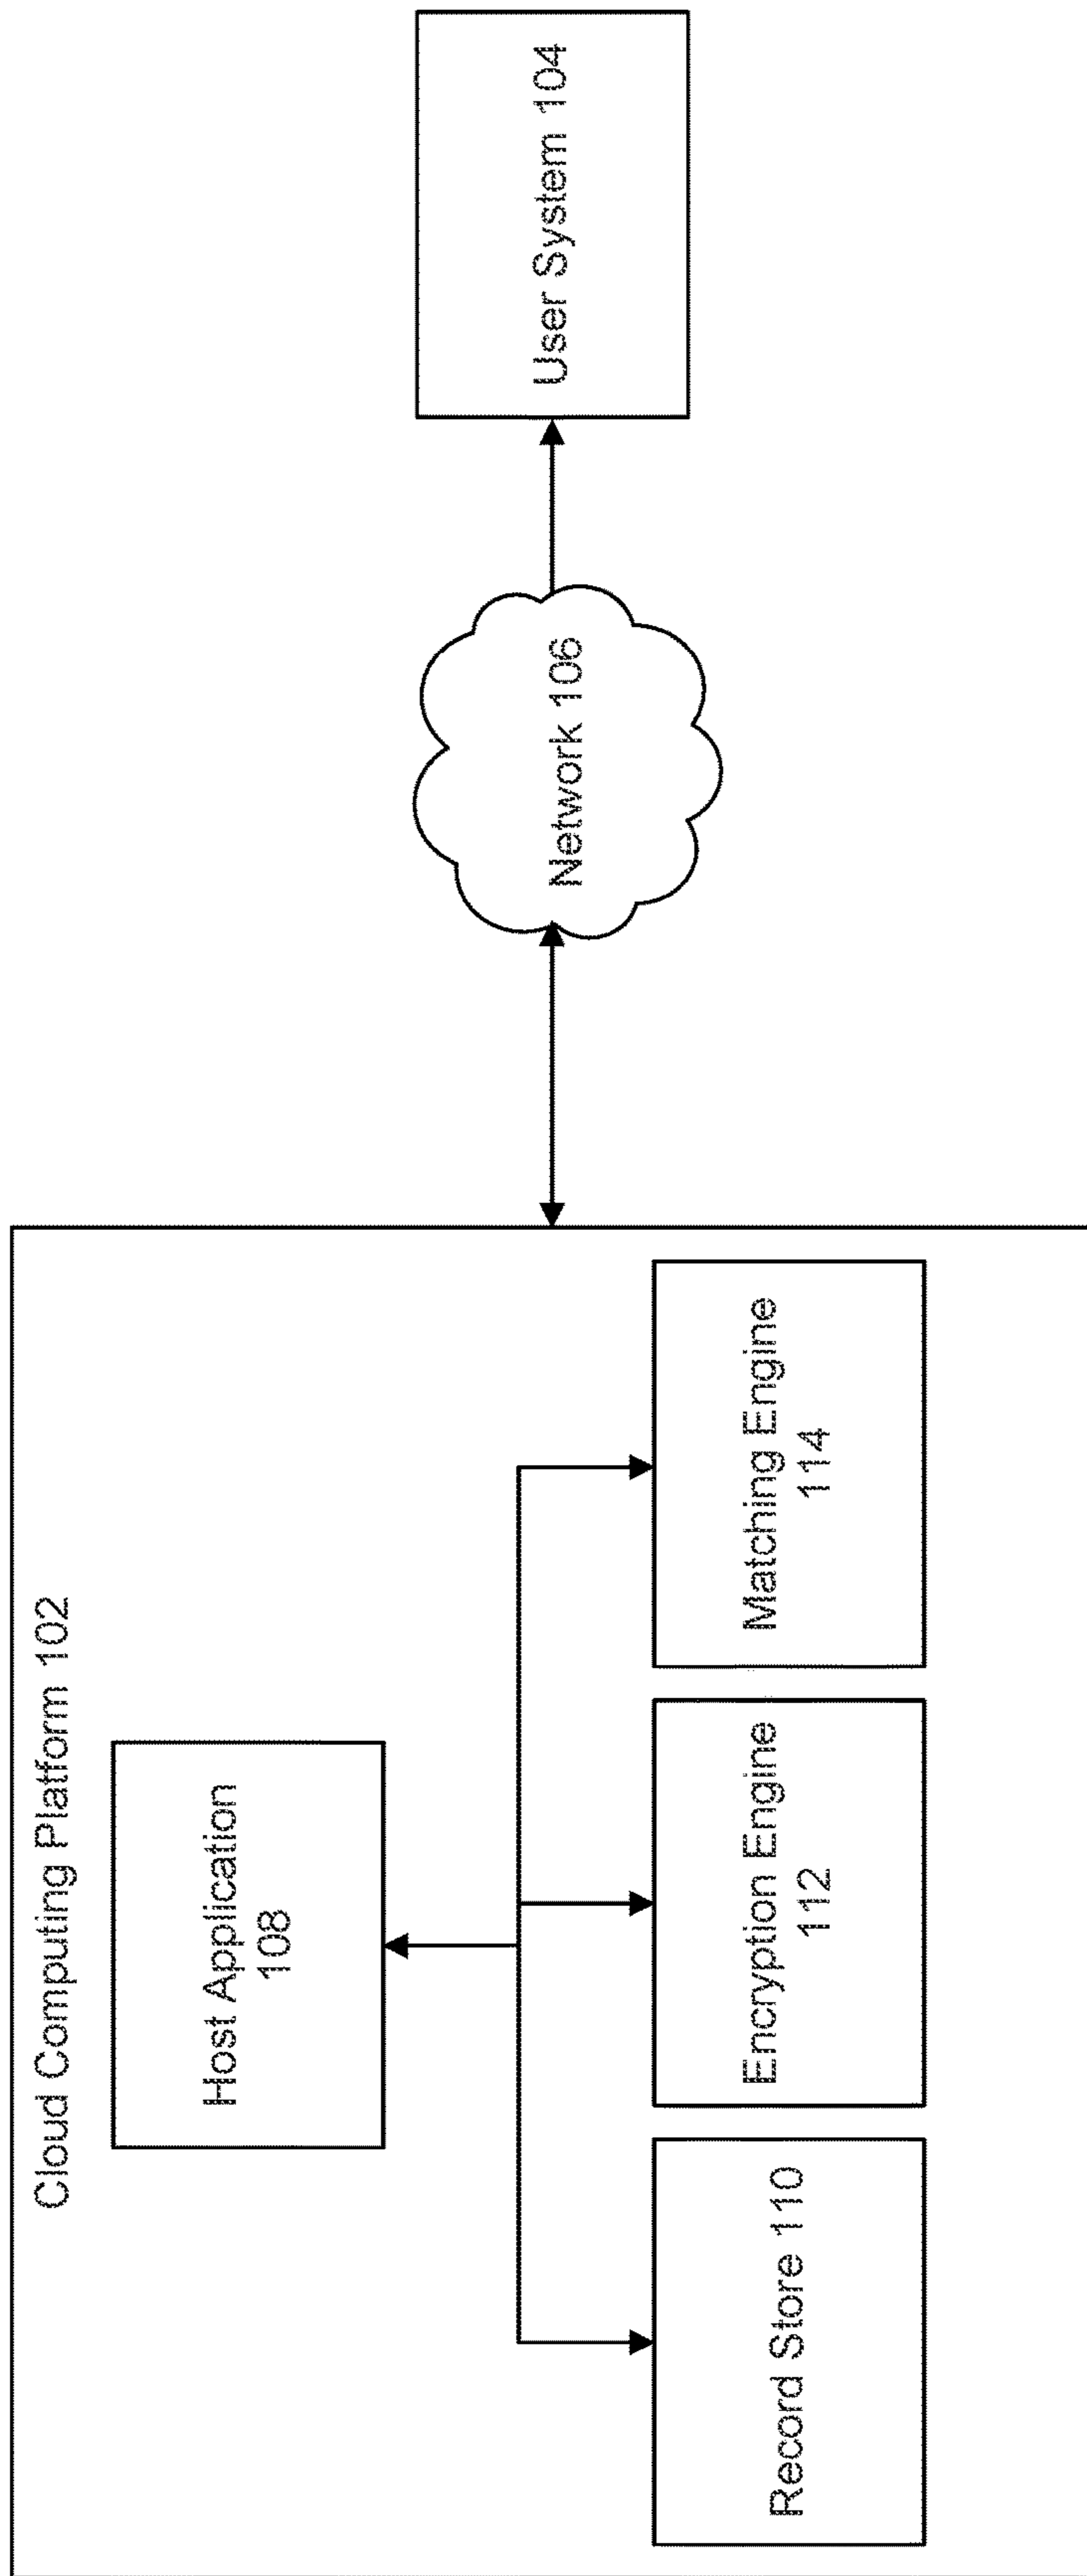 Cloud Computing Platform 102
Host Application
108
Record Store 110
Encryption Engine
112
Matching Engine
114
Network 106
User System 104